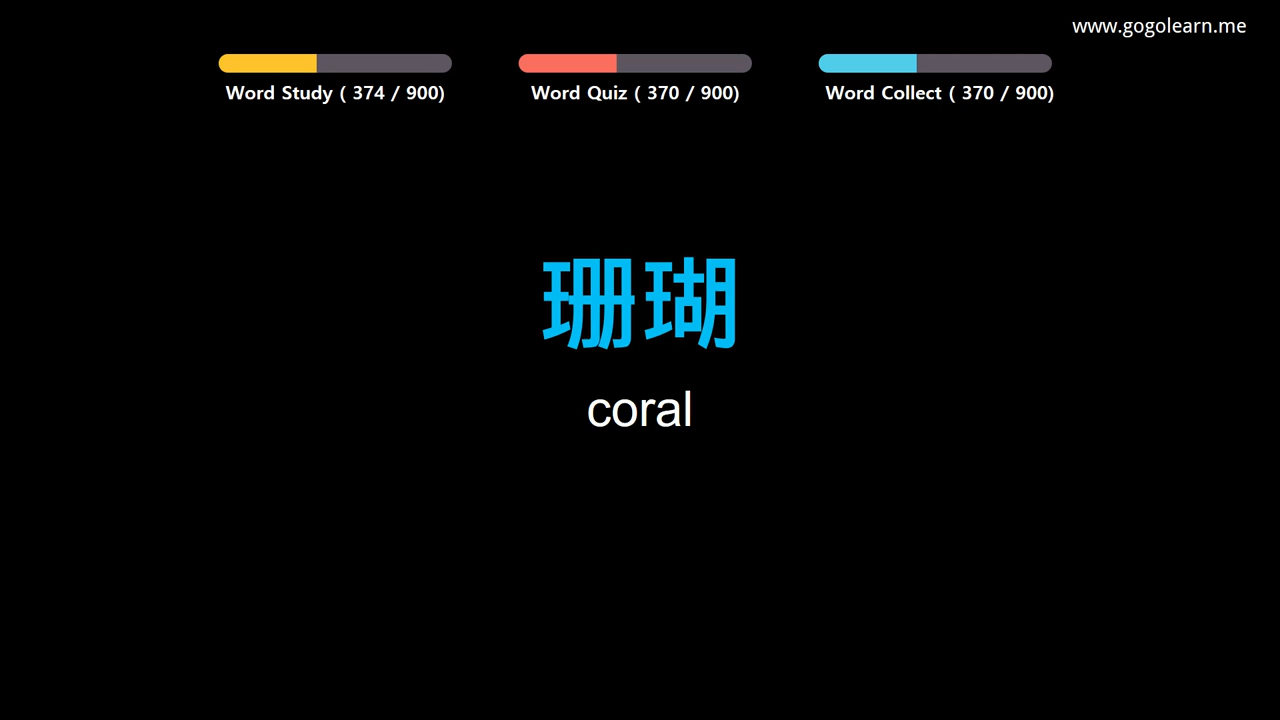 www.gogolearn.me
Word Study ( 374 / 900)
Word Quiz ( 370 / 900)
Word Collect ( 370 / 900)
珊瑚
coral